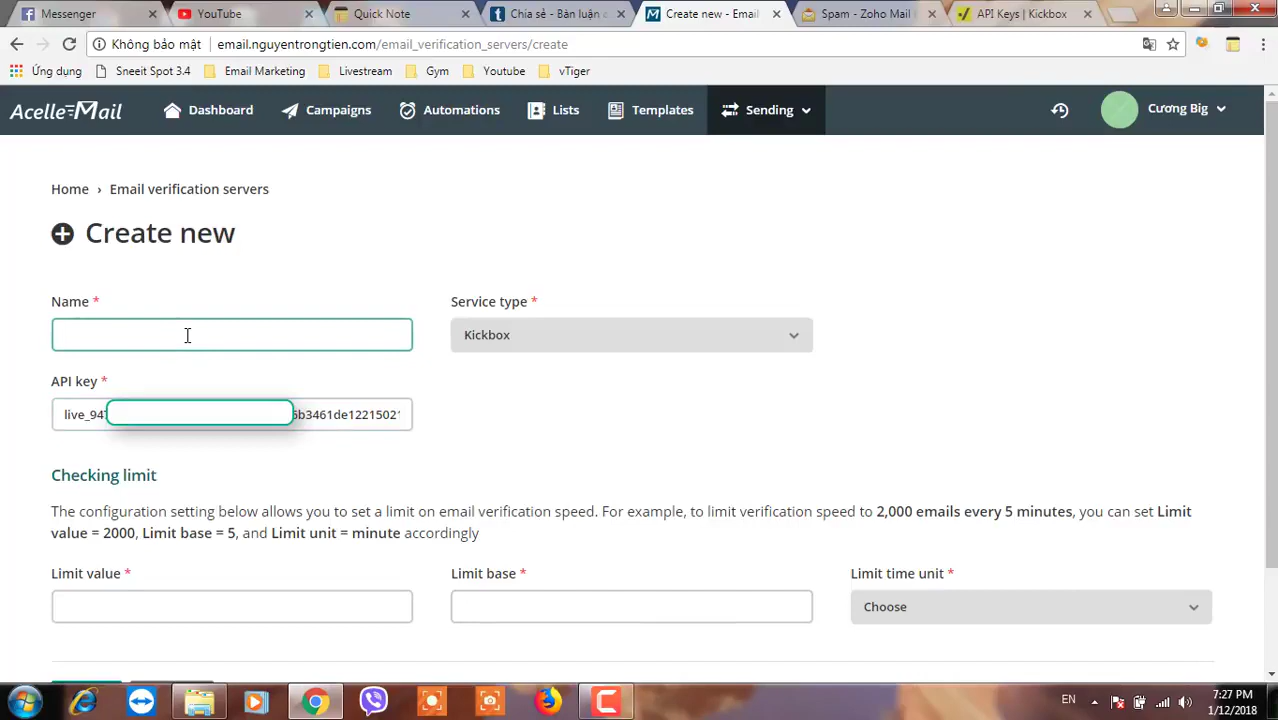 Messenger
YouTube
Quick Note
Chia sẻ - Bàn luận c
Create new - Email
Spam - Zoho Mail
API Keys | Kickbox
Không bảo mật
email.nguyentrongtien.com/email_verification_servers/create
Ứng dụng
Sneeit Spot 3.4
Email Marketing
Livestream
Gym
Youtube
vTiger
AcelleMail
Dashboard
Campaigns
Automations
Lists
Templates
Sending
Cương Big
Home › Email verification servers
Create new
Name *
Service type *
Kickbox
API key *
live_947
6b3461de12215021
Checking limit
The configuration setting below allows you to set a limit on email verification speed. For example, to limit verification speed to 2,000 emails every 5 minutes, you can set Limit
value = 2000, Limit base = 5, and Limit unit = minute accordingly
Limit value *
Limit base *
Limit time unit *
Choose
EN
7:27 PM
1/12/2018